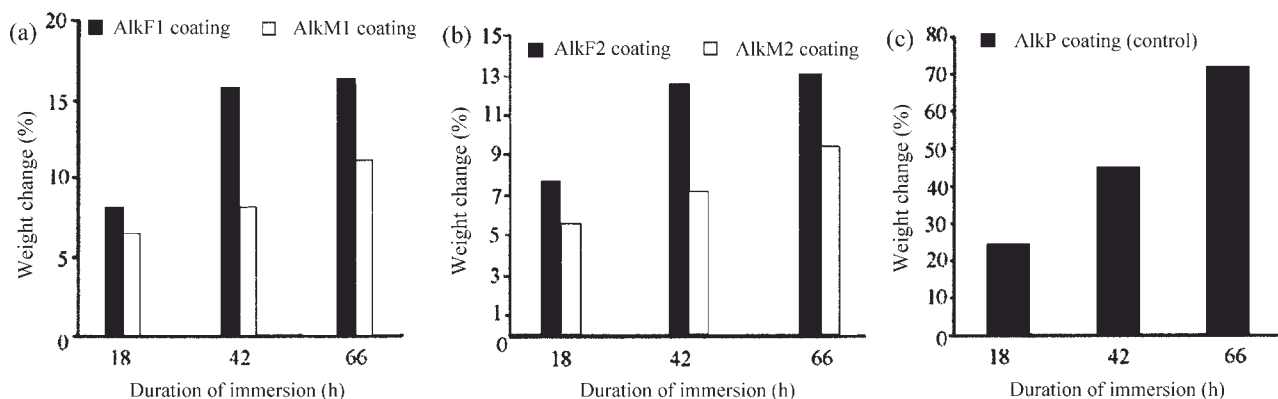 (a)
AlkF1 coating AlkM1 coating
Weight change (%)
20
15
10
5
0
18 42 66
Duration of immersion (h)
(b)
AlkF2 coating AlkM2 coating
Weight change (%)
15
13
11
9
7
5
3
1
0
18 42 66
Duration of immersion (h)
(c)
AlkP coating (control)
Weight change (%)
80
70
60
50
40
30
20
10
0
18 42 66
Duration of immersion (h)